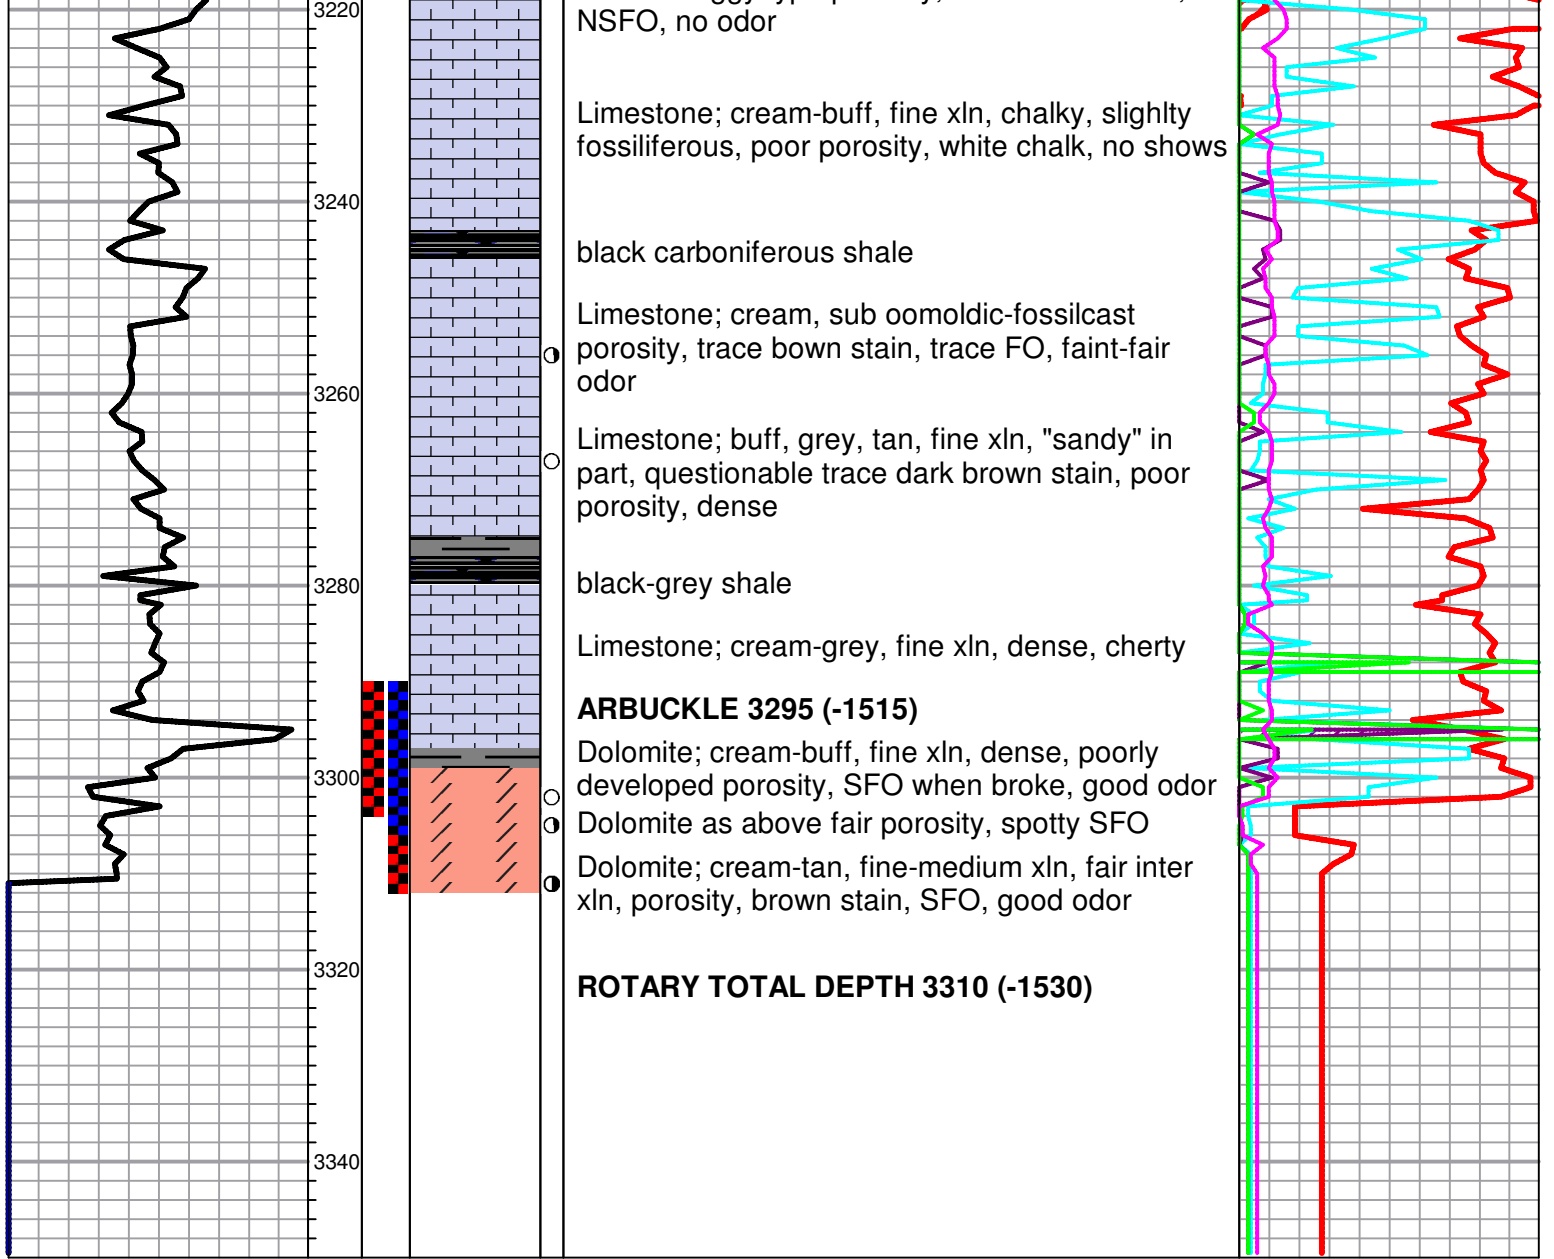 3220
NSFO, no odor
Limestone; cream-buff, fine xln, chalky, slighlty
fossiliferous, poor porosity, white chalk, no shows
3240
black carboniferous shale
Limestone; cream, sub oomoldic-fossilcast
porosity, trace bown stain, trace FO, faint-fair
odor
3260
Limestone; buff, grey, tan, fine xln, "sandy" in
part, questionable trace dark brown stain, poor
porosity, dense
3280
black-grey shale
Limestone; cream-grey, fine xln, dense, cherty
ARBUCKLE 3295 (-1515)
Dolomite; cream-buff, fine xln, dense, poorly
3300
developed porosity, SFO when broke, good odor
Dolomite as above fair porosity, spotty SFO
Dolomite; cream-tan, fine-medium xln, fair inter
xln, porosity, brown stain, SFO, good odor
3320
ROTARY TOTAL DEPTH 3310 (-1530)
3340